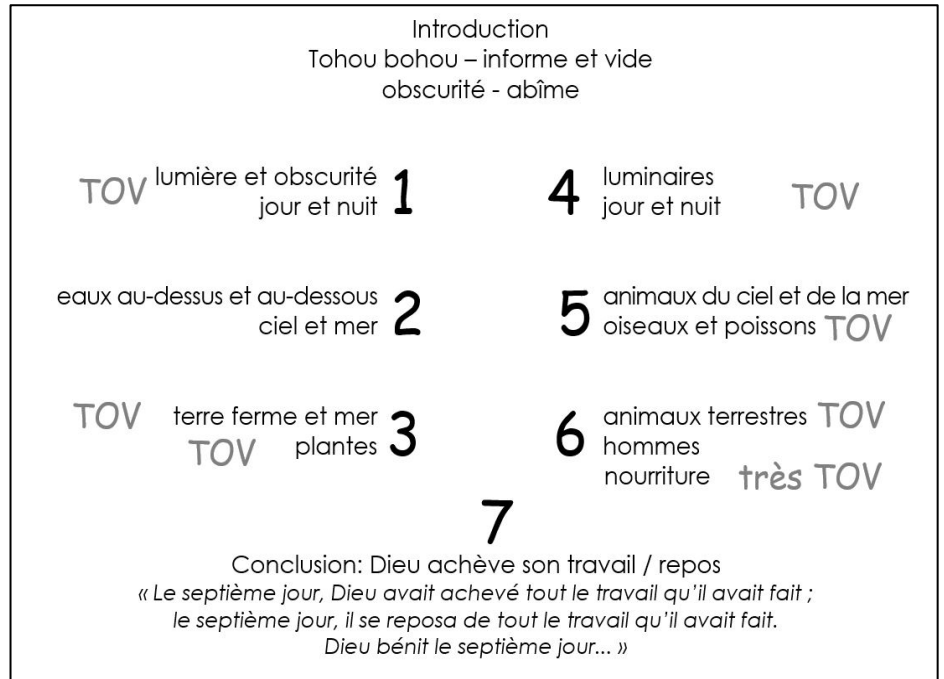 Introduction
Tohou bohou – informe et vide
obscurité - abîme
TOV lumière et obscurité 1
jour et nuit
4 luminaires
jour et nuit TOV
eaux au-dessus et au-dessous 2
ciel et mer
5 animaux du ciel et de la mer
oiseaux et poissons TOV
TOV terre ferme et mer 3
TOV plantes
6 animaux terrestres TOV
hommes
nourriture très TOV
7
Conclusion: Dieu achève son travail / repos
« Le septième jour, Dieu avait achevé tout le travail qu'il avait fait ;
le septième jour, il se reposa de tout le travail qu'il avait fait.
Dieu bénit le septième jour... »